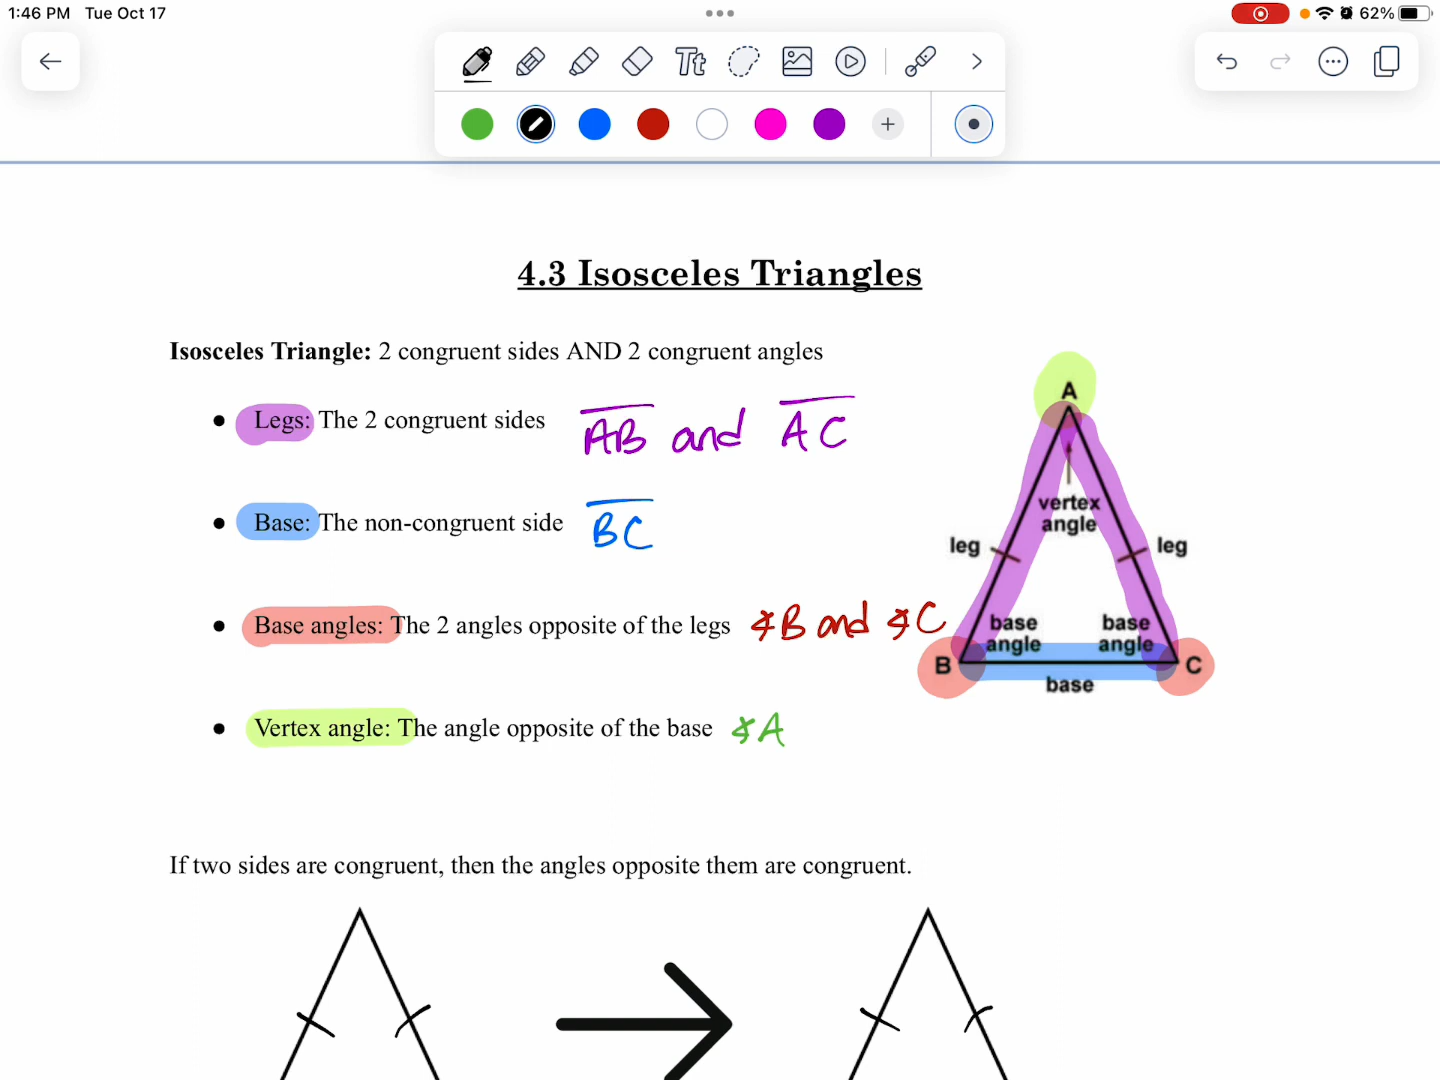 1:46 PM Tue Oct 17
62%
Tt
4.3 Isosceles Triangles
Isosceles Triangle: 2 congruent sides AND 2 congruent angles
• Legs: The 2 congruent sides A̅B̅ and A̅C̅
• Base: The non-congruent side B̅C̅
• Base angles: The 2 angles opposite of the legs ∡B and ∡C
• Vertex angle: The angle opposite of the base ∡A
A
vertex
angle
leg
leg
base
angle
base
angle
B
C
base
If two sides are congruent, then the angles opposite them are congruent.